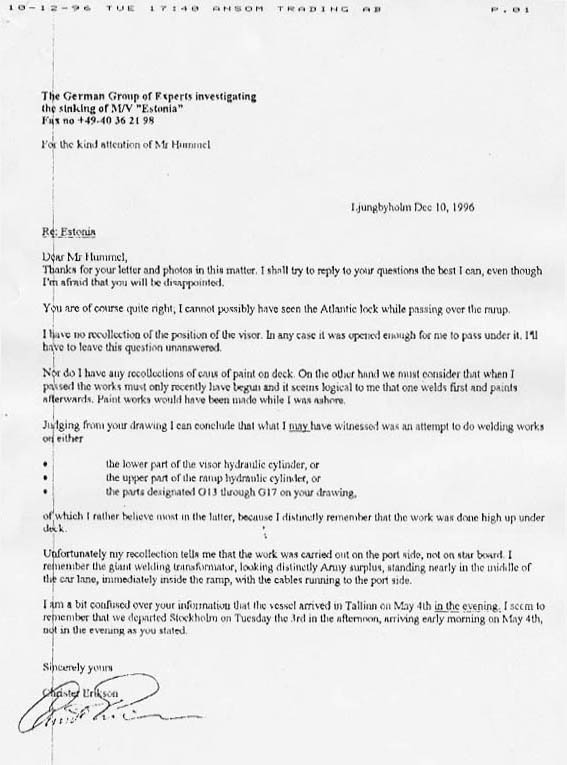 10-12-96 TUE 17:40 ANSOM TRADING AB P.01
The German Group of Experts investigating
the sinking of M/V "Estonia"
Fax no +49-40 36 21 98
For the kind attention of Mr Hummel
Ljungbyholm Dec 10, 1996
Re: Estonia
Dear Mr Hummel,
Thanks for your letter and photos in this matter. I shall try to reply to your questions the best I can, even though
I'm afraid that you will be disappointed.
You are of course quite right, I cannot possibly have seen the Atlantic lock while passing over the ramp.
I have no recollection of the position of the visor. In any case it was opened enough for me to pass under it. I'll
have to leave this question unanswered.
Nor do I have any recollections of cans of paint on deck. On the other hand we must consider that when I
passed the works must only recently have begun and it seems logical to me that one welds first and paints
afterwards. Paint works would have been made while I was ashore.
Judging from your drawing I can conclude that what I may have witnessed was an attempt to do welding works
on either
• the lower part of the visor hydraulic cylinder, or
• the upper part of the ramp hydraulic cylinder, or
• the parts designated G13 through G17 on your drawing,
of which I rather believe most in the latter, because I distinctly remember that the work was done high up under
deck.
Unfortunately my recollection tells me that the work was carried out on the port side, not on star board. I
remember the giant welding transformator, looking distinctly Army surplus, standing nearly in the middle of
the car lane, immediately inside the ramp, with the cables running to the port side.
I am a bit confused over your information that the vessel arrived in Tallinn on May 4th in the evening. I seem to
remember that we departed Stockholm on Tuesday the 3rd in the afternoon, arriving early morning on May 4th,
not in the evening as you stated.
Sincerely yours
Christer Erikson